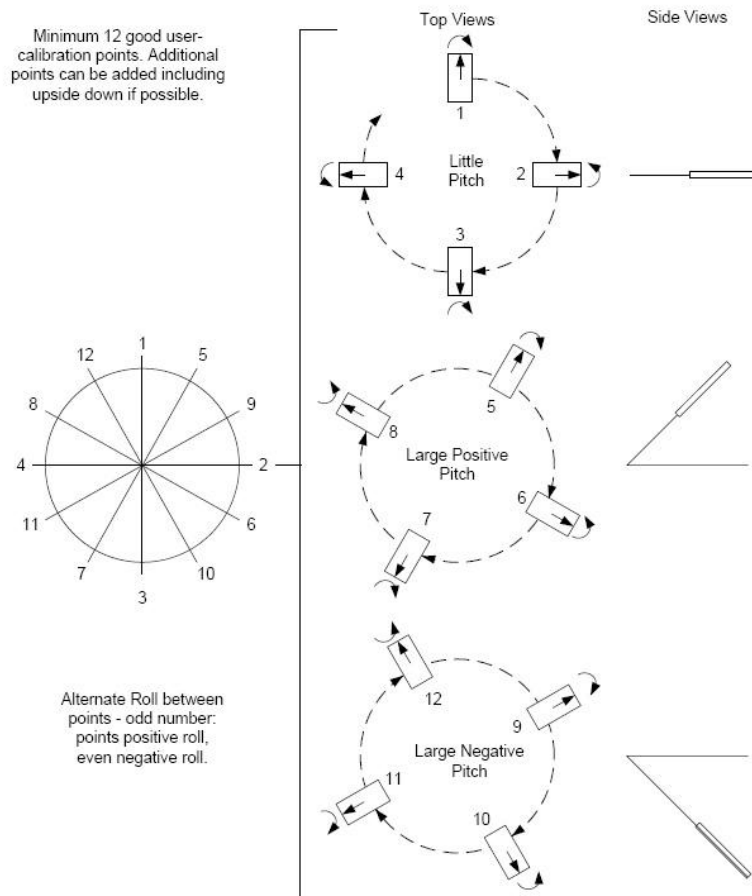 Minimum 12 good user-
calibration points. Additional
points can be added including
upside down if possible.
Top Views
Side Views
1
Little
Pitch
4
2
3
1
12
5
8
9
4
2
11
6
7
10
3
5
8
Large Positive
Pitch
6
7
Alternate Roll between
points - odd number:
points positive roll,
even negative roll.
12
9
Large Negative
Pitch
11
10